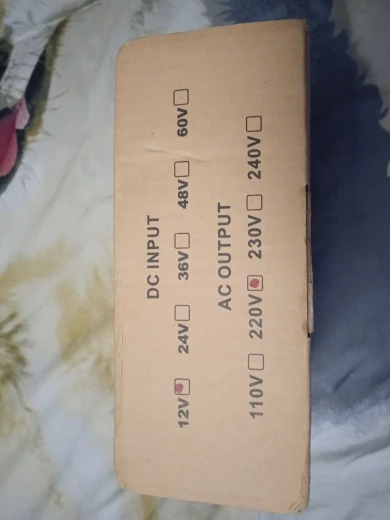 DC INPUT
12V 24V 36V 48V 60V
AC OUTPUT
110V 220V 230V 240V